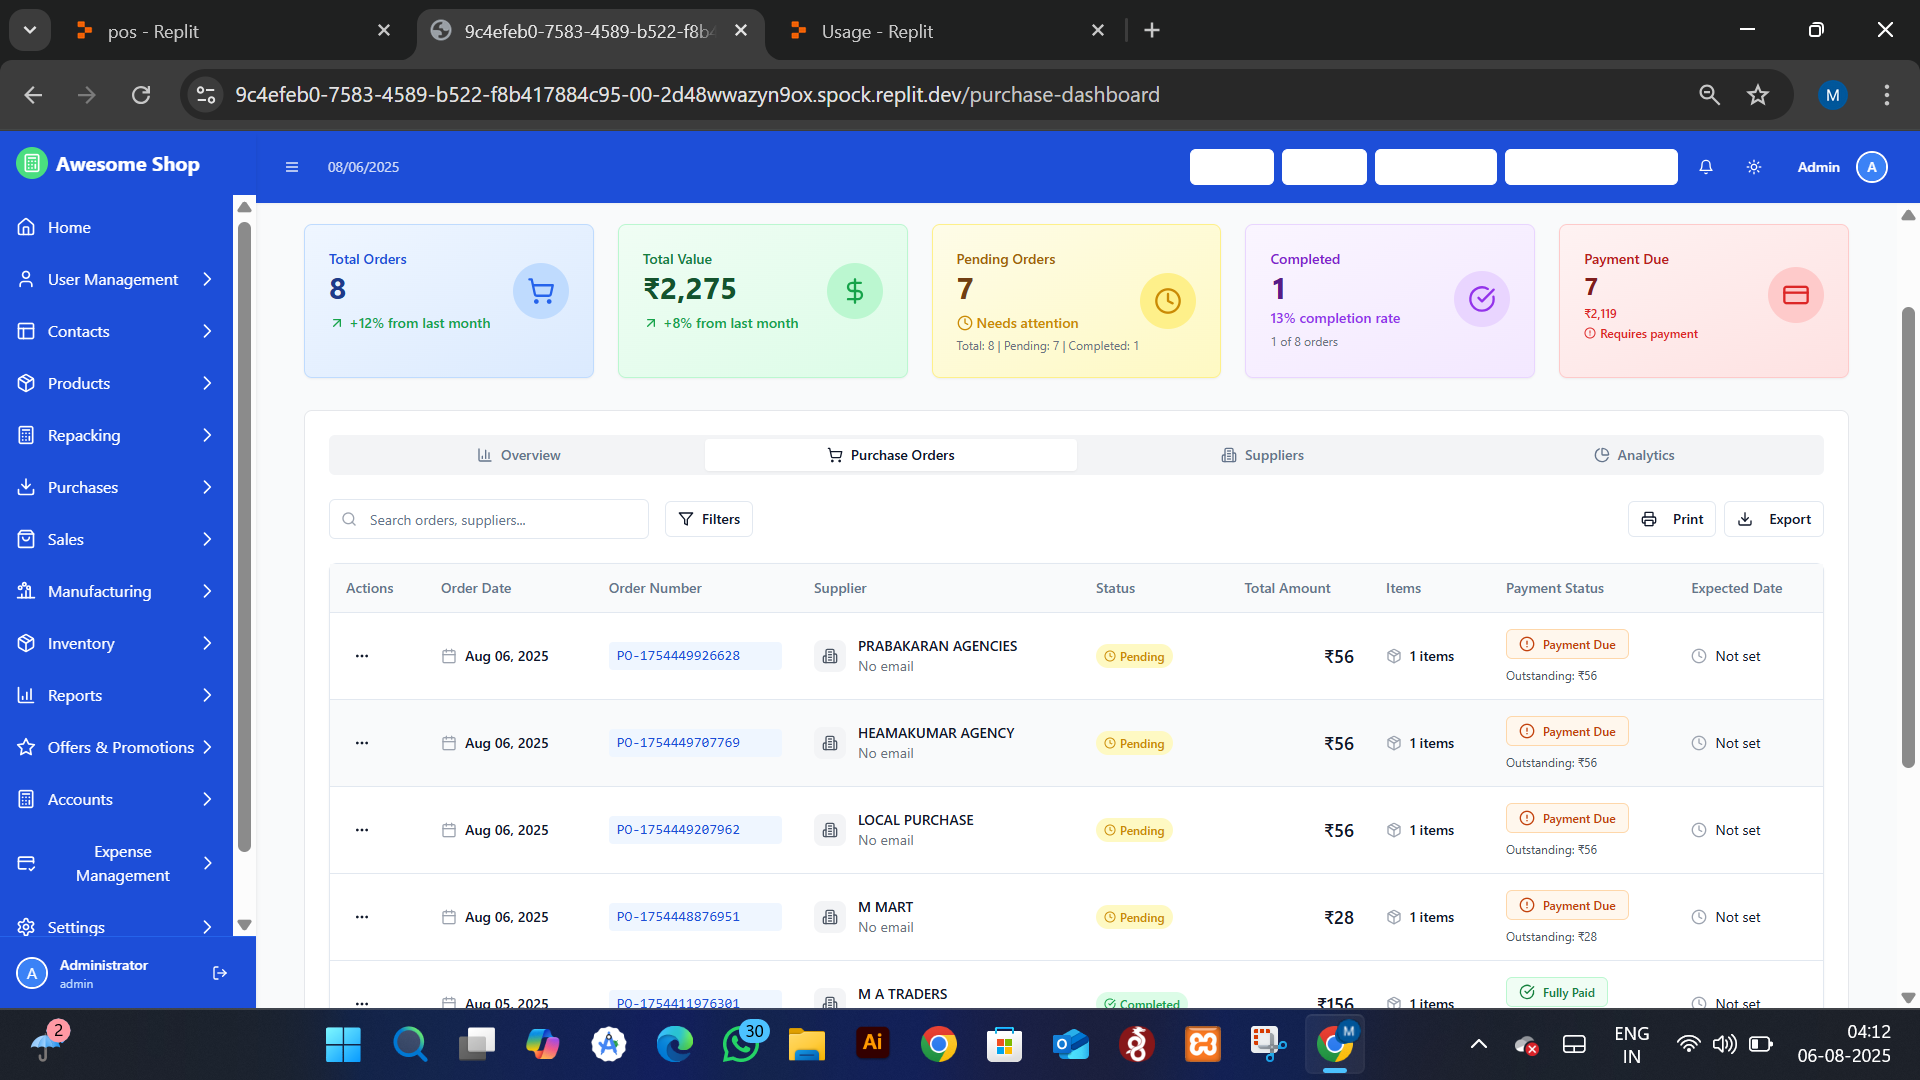 pos - Replit
9c4efeb0-7583-4589-b522-f8b4
Usage - Replit
9c4efeb0-7583-4589-b522-f8b417884c95-00-2d48wwazyn9ox.spock.replit.dev/purchase-dashboard
M
Awesome Shop
08/06/2025
Admin
A
Home
User Management
Contacts
Products
Repacking
Purchases
Sales
Manufacturing
Inventory
Reports
Offers & Promotions
Accounts
Expense
Management
Settings
A
Administrator
admin
Total Orders
8
+12% from last month
Total Value
₹2,275
+8% from last month
Pending Orders
7
Needs attention
Total: 8 | Pending: 7 | Completed: 1
Completed
1
13% completion rate
1 of 8 orders
Payment Due
7
₹2,119
Requires payment
Overview
Purchase Orders
Suppliers
Analytics
Search orders, suppliers...
Filters
Print
Export
Actions Order Date Order Number Supplier Status Total Amount Items Payment Status Expected Date
Aug 06, 2025 PO-1754449926628 PRABAKARAN AGENCIES No email Pending ₹56 1 items Payment Due Outstanding: ₹56 Not set
Aug 06, 2025 PO-1754449707769 HEAMAKUMAR AGENCY No email Pending ₹56 1 items Payment Due Outstanding: ₹56 Not set
Aug 06, 2025 PO-1754449207962 LOCAL PURCHASE No email Pending ₹56 1 items Payment Due Outstanding: ₹56 Not set
Aug 06, 2025 PO-1754448876951 M MART No email Pending ₹28 1 items Payment Due Outstanding: ₹28 Not set
Aug 05, 2025 PO-1754411976301 M A TRADERS Completed ₹156 1 items Fully Paid Not set
2
30
Ai
M
ENG
IN
04:12
06-08-2025